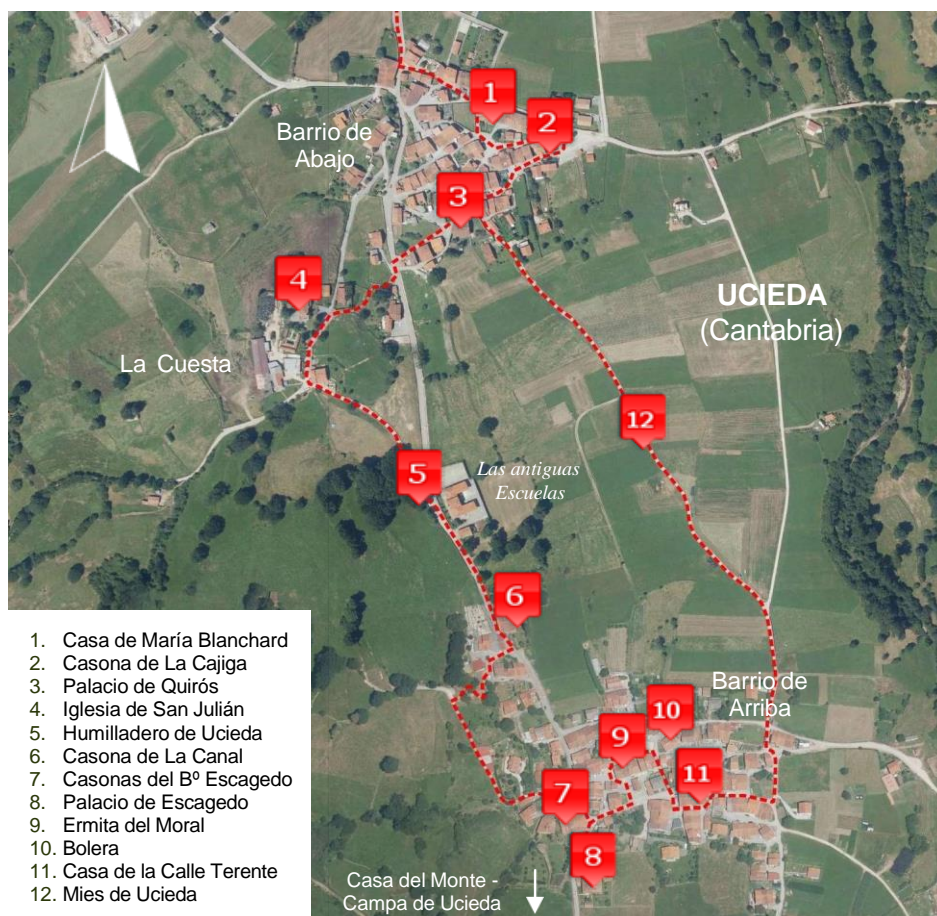 1
2
Barrio de
Abajo
3
4
UCIEDA
(Cantabria)
La Cuesta
12
5
Las antiguas
Escuelas
6
Barrio de
Arriba
10
9
11
7
8
Casa del Monte -
Campa de Ucieda
1. Casa de María Blanchard
2. Casona de La Cajiga
3. Palacio de Quirós
4. Iglesia de San Julián
5. Humilladero de Ucieda
6. Casona de La Canal
7. Casonas del Bº Escagedo
8. Palacio de Escagedo
9. Ermita del Moral
10. Bolera
11. Casa de la Calle Terente
12. Mies de Ucieda